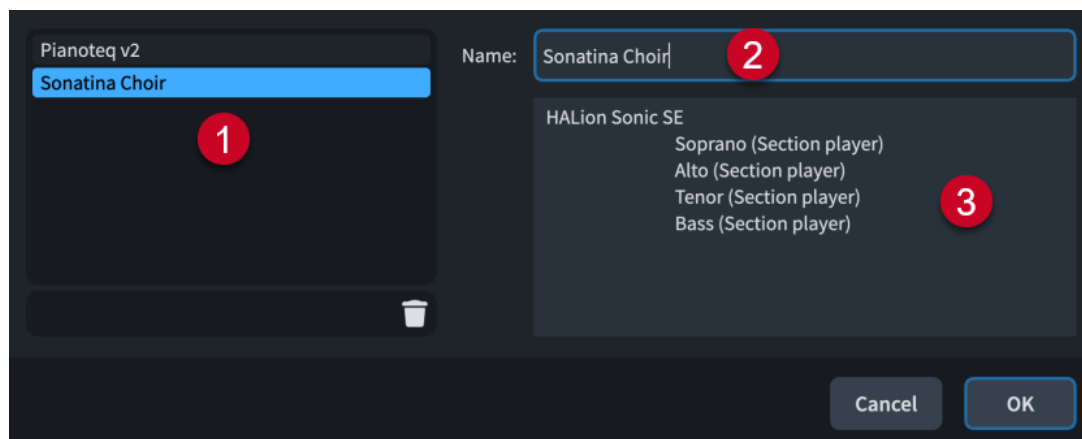 Pianoteq v2
Sonatina Choir
1
Name:
Sonatina Choir
2
HALion Sonic SE
Soprano (Section player)
Alto (Section player)
Tenor (Section player)
Bass (Section player)
3
Cancel
OK